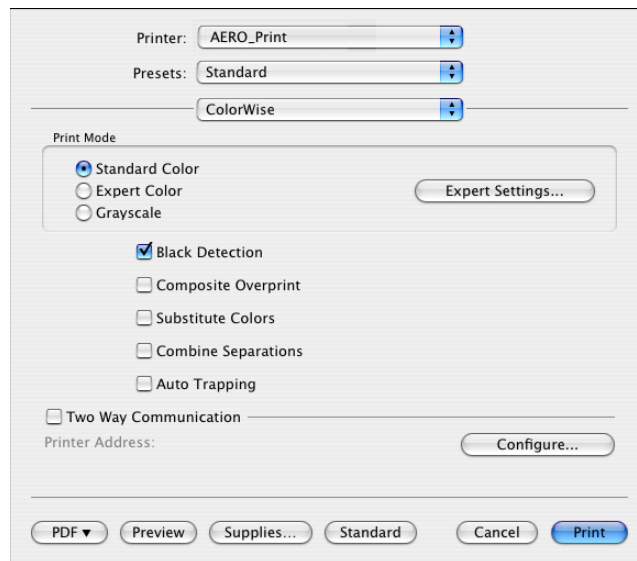 Printer: AERO_Print
Presets: Standard
ColorWise
Print Mode
Standard Color
Expert Color
Expert Settings...
Grayscale
Black Detection
Composite Overprint
Substitute Colors
Combine Separations
Auto Trapping
Two Way Communication
Printer Address:
Configure...
PDF ▼ Preview Supplies... Standard Cancel Print